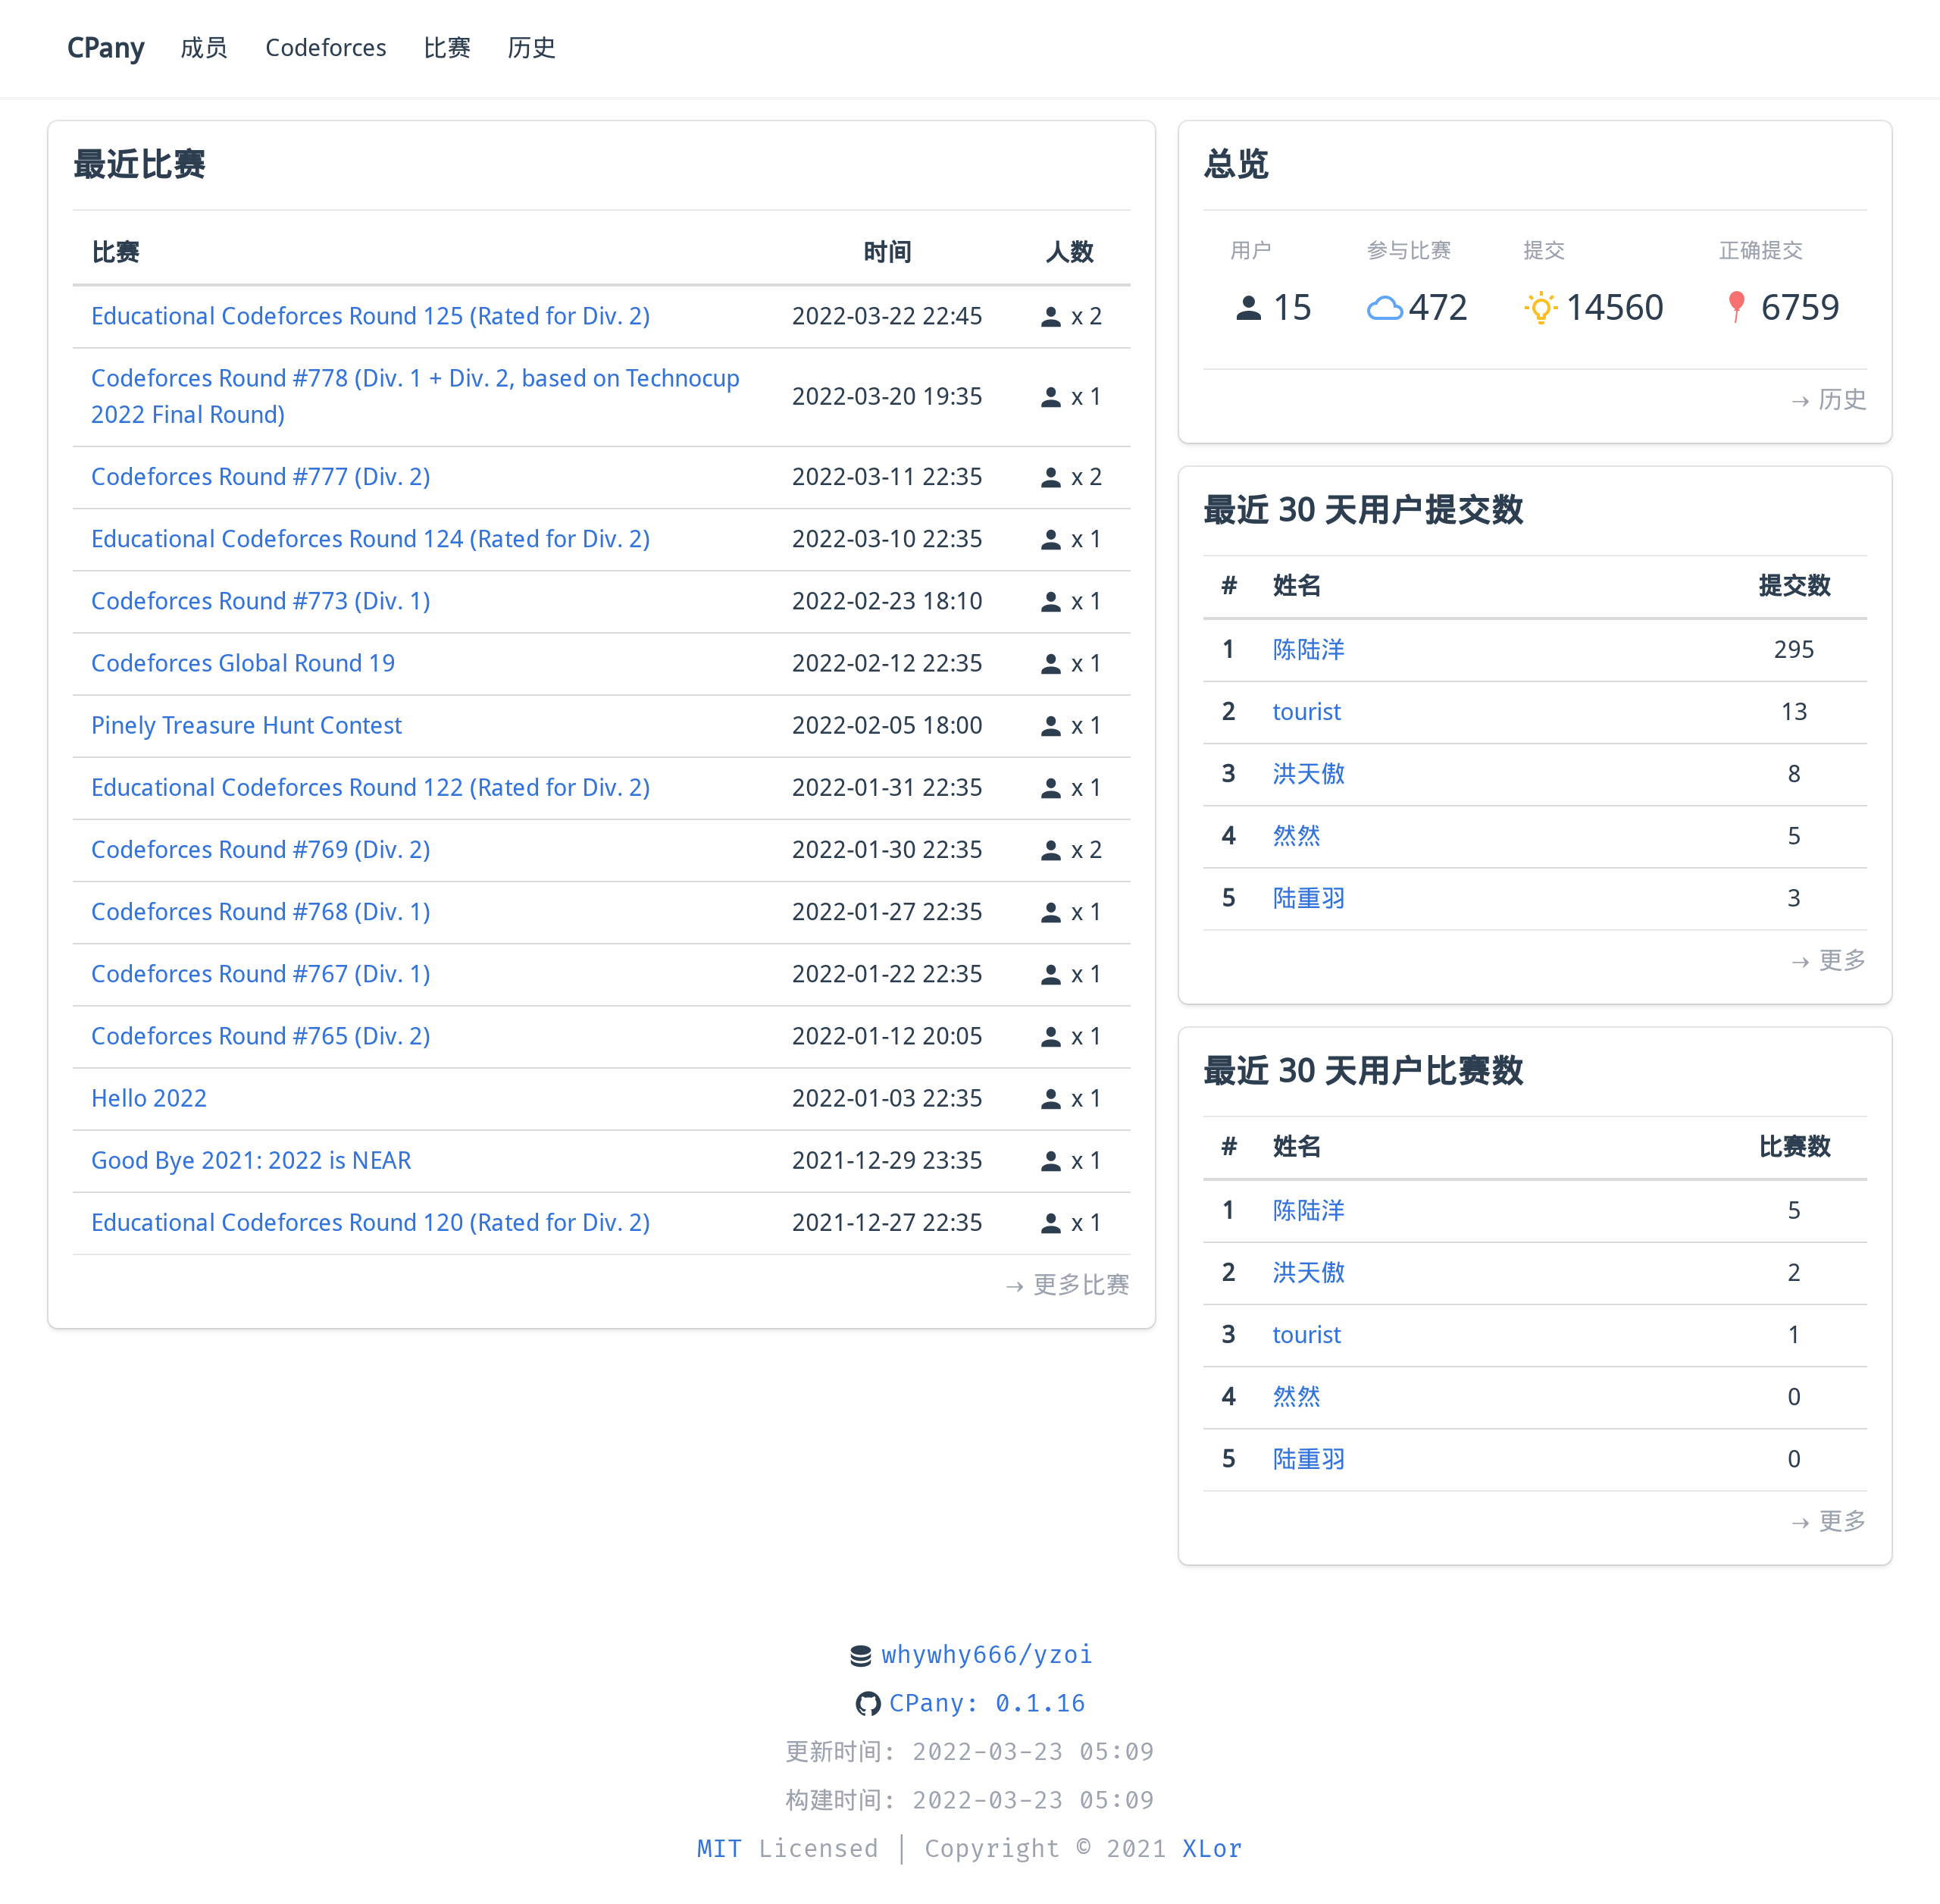 CPany 成员 Codeforces 比赛 历史
最近比赛
比赛 时间 人数
Educational Codeforces Round 125 (Rated for Div. 2) 2022-03-22 22:45 x 2
Codeforces Round #778 (Div. 1 + Div. 2, based on Technocup
2022 Final Round) 2022-03-20 19:35 x 1
Codeforces Round #777 (Div. 2) 2022-03-11 22:35 x 2
Educational Codeforces Round 124 (Rated for Div. 2) 2022-03-10 22:35 x 1
Codeforces Round #773 (Div. 1) 2022-02-23 18:10 x 1
Codeforces Global Round 19 2022-02-12 22:35 x 1
Pinely Treasure Hunt Contest 2022-02-05 18:00 x 1
Educational Codeforces Round 122 (Rated for Div. 2) 2022-01-31 22:35 x 1
Codeforces Round #769 (Div. 2) 2022-01-30 22:35 x 2
Codeforces Round #768 (Div. 1) 2022-01-27 22:35 x 1
Codeforces Round #767 (Div. 1) 2022-01-22 22:35 x 1
Codeforces Round #765 (Div. 2) 2022-01-12 20:05 x 1
Hello 2022 2022-01-03 22:35 x 1
Good Bye 2021: 2022 is NEAR 2021-12-29 23:35 x 1
Educational Codeforces Round 120 (Rated for Div. 2) 2021-12-27 22:35 x 1
→ 更多比赛
总览
用户 参与比赛 提交 正确提交
15 472 14560 6759
→ 历史
最近 30 天用户提交数
# 姓名 提交数
1 陈陆洋 295
2 tourist 13
3 洪天傲 8
4 然然 5
5 陆重羽 3
→ 更多
最近 30 天用户比赛数
# 姓名 比赛数
1 陈陆洋 5
2 洪天傲 2
3 tourist 1
4 然然 0
5 陆重羽 0
→ 更多
whywhy666/yzoi
CPany: 0.1.16
更新时间: 2022-03-23 05:09
构建时间: 2022-03-23 05:09
MIT Licensed | Copyright © 2021 XLor